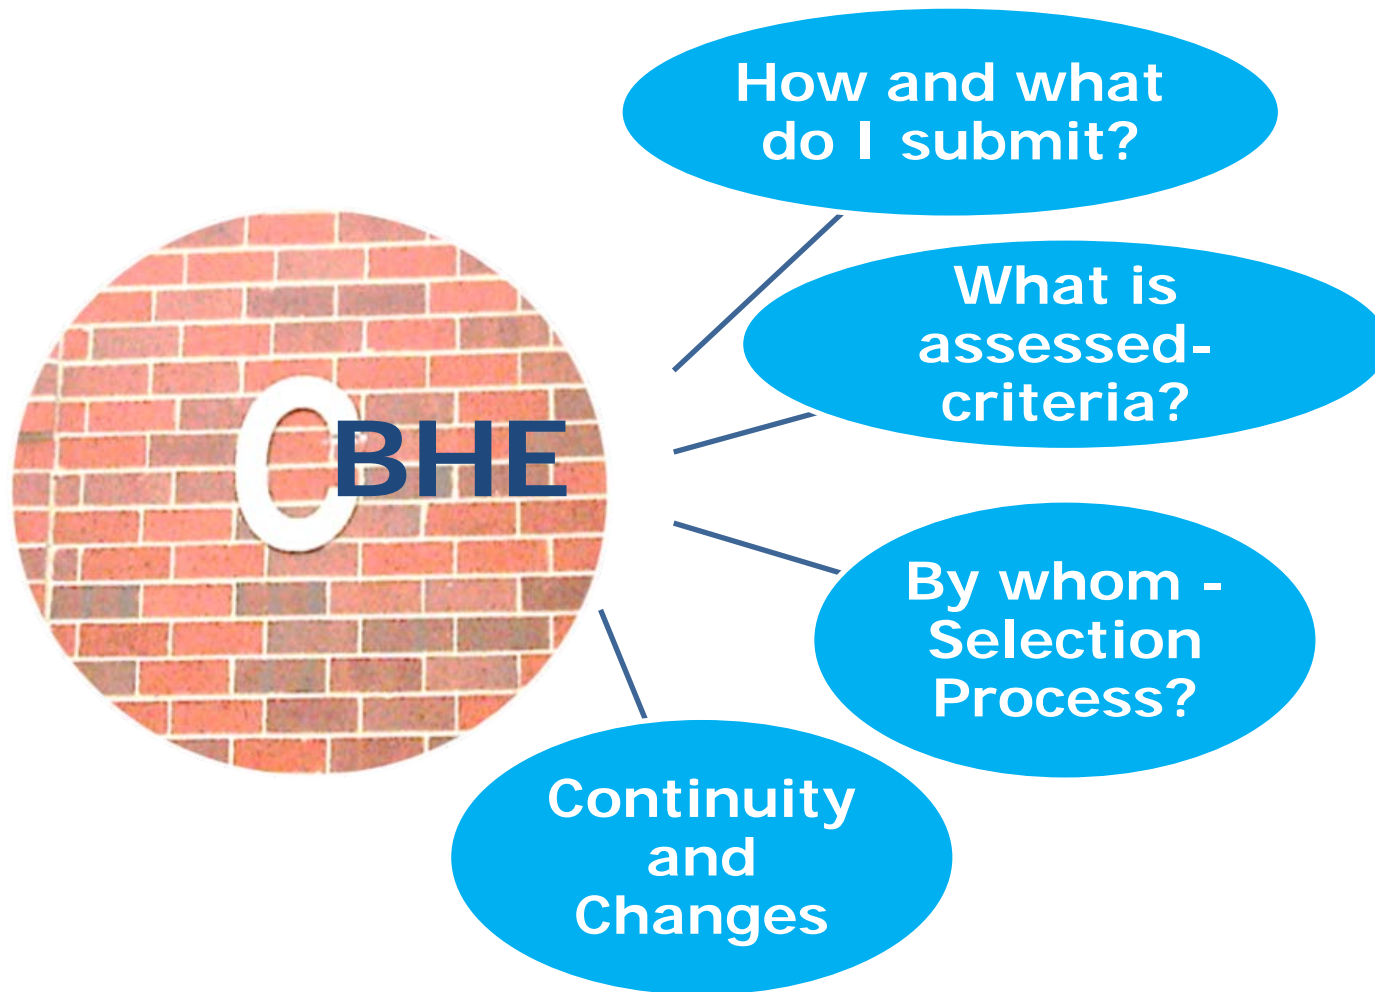 How and what
do I submit?
What is
assessed-
criteria?
CBHE
By whom -
Selection
Process?
Continuity
and
Changes